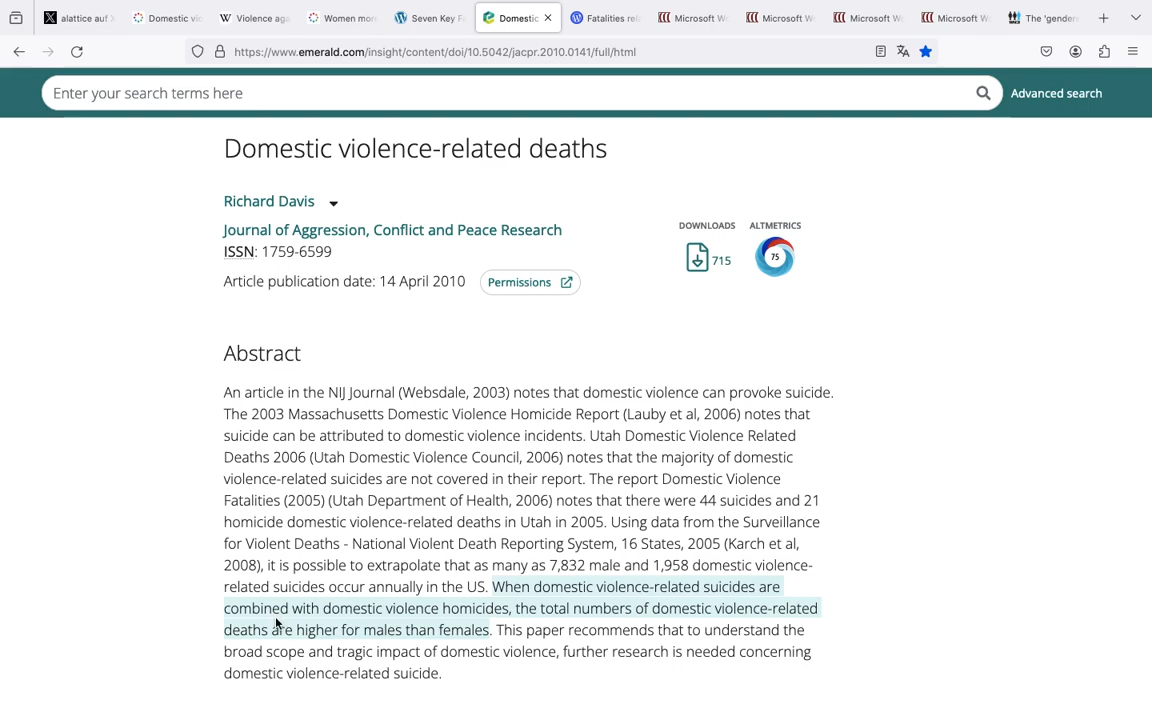 alattice auf
Domestic vic
Violence aga
Women mor
Seven Key F
Domestic
Fatalities rel
Microsoft W
Microsoft W
Microsoft W
Microsoft W
The 'gender
https://www.emerald.com/insight/content/doi/10.5042/jacpr.2010.0141/full/html
Enter your search terms here
Advanced search
Domestic violence-related deaths
Richard Davis
Journal of Aggression, Conflict and Peace Research
ISSN: 1759-6599
Article publication date: 14 April 2010
Permissions
DOWNLOADS
715
ALTMETRICS
75
Abstract
An article in the NIJ Journal (Websdale, 2003) notes that domestic violence can provoke suicide.
The 2003 Massachusetts Domestic Violence Homicide Report (Lauby et al, 2006) notes that
suicide can be attributed to domestic violence incidents. Utah Domestic Violence Related
Deaths 2006 (Utah Domestic Violence Council, 2006) notes that the majority of domestic
violence-related suicides are not covered in their report. The report Domestic Violence
Fatalities (2005) (Utah Department of Health, 2006) notes that there were 44 suicides and 21
homicide domestic violence-related deaths in Utah in 2005. Using data from the Surveillance
for Violent Deaths - National Violent Death Reporting System, 16 States, 2005 (Karch et al,
2008), it is possible to extrapolate that as many as 7,832 male and 1,958 domestic violence-
related suicides occur annually in the US. When domestic violence-related suicides are
combined with domestic violence homicides, the total numbers of domestic violence-related
deaths are higher for males than females. This paper recommends that to understand the
broad scope and tragic impact of domestic violence, further research is needed concerning
domestic violence-related suicide.